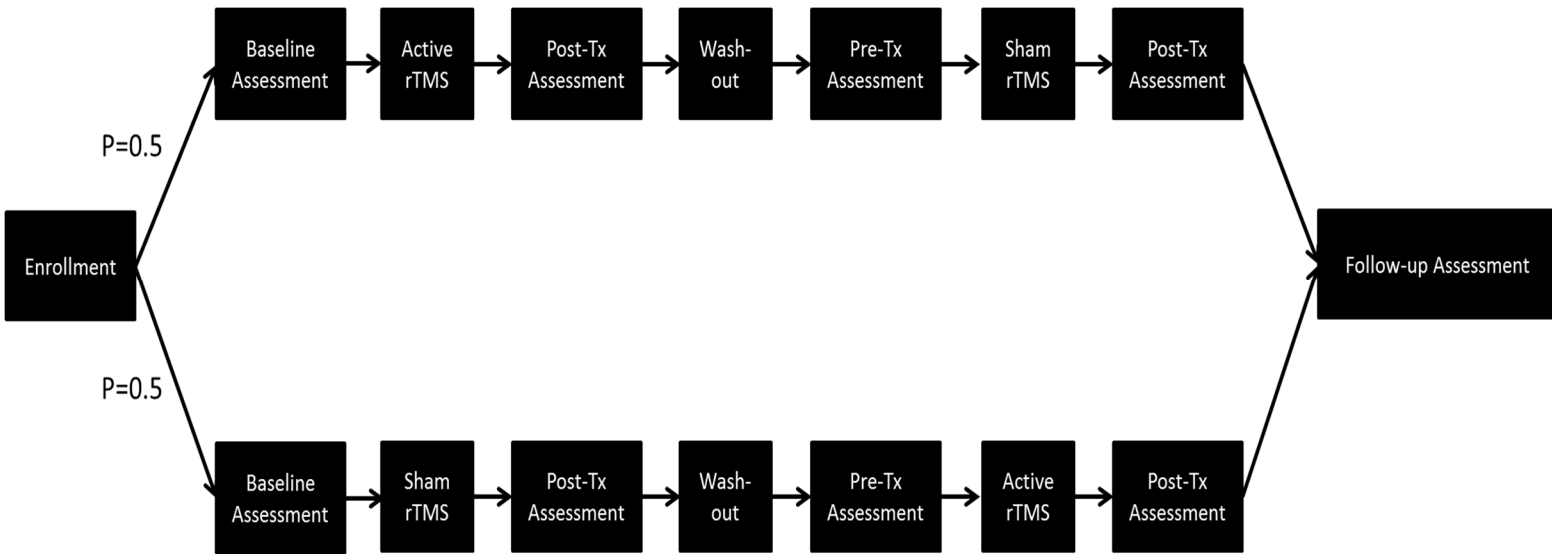 Baseline
Assessment
Active
rTMS
Post-Tx
Assessment
Wash-
out
Pre-Tx
Assessment
Sham
rTMS
Post-Tx
Assessment
P=0.5
Enrollment
Follow-up Assessment
P=0.5
Baseline
Assessment
Sham
rTMS
Post-Tx
Assessment
Wash-
out
Pre-Tx
Assessment
Active
rTMS
Post-Tx
Assessment